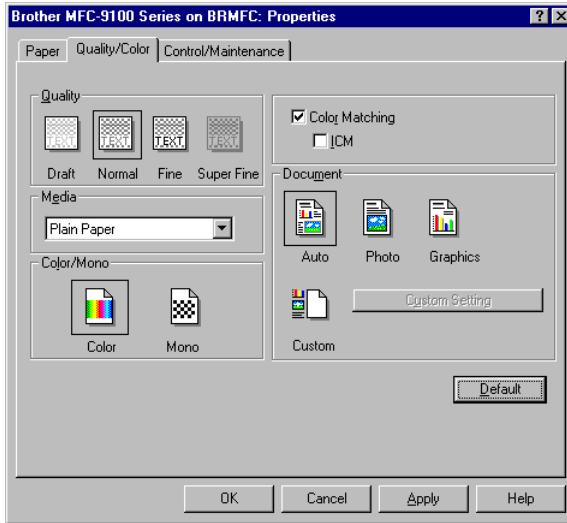 Brother MFC-9100 Series on BRMFC: Properties
Paper Quality/Color Control/Maintenance
Quality
TEXT TEXT TEXT TEXT
Draft Normal Fine Super Fine
Color Matching
ICM
Media
Plain Paper
Document
Auto Photo Graphics
Color/Mono
Color Mono
Custom Setting
Custom
Default
OK Cancel Apply Help